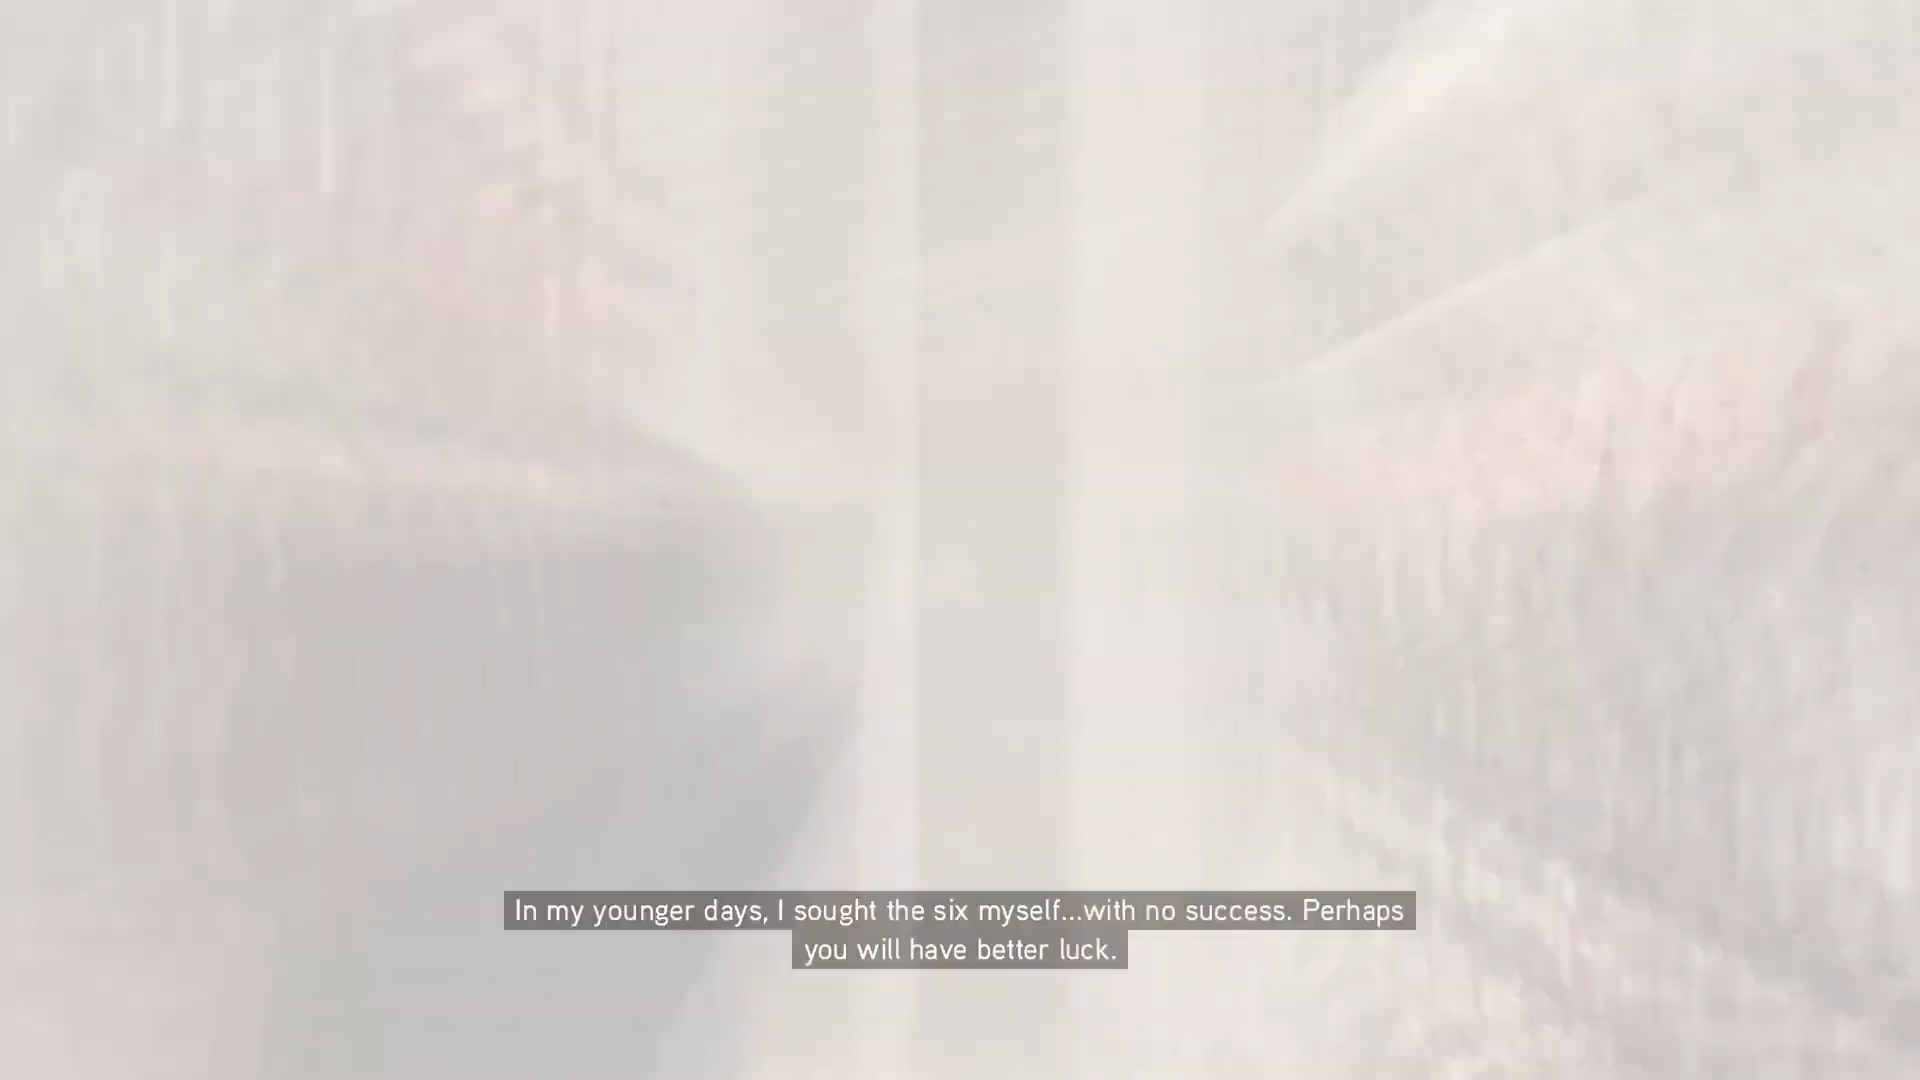 In my younger days, I sought the six myself...with no success. Perhaps
you will have better luck.